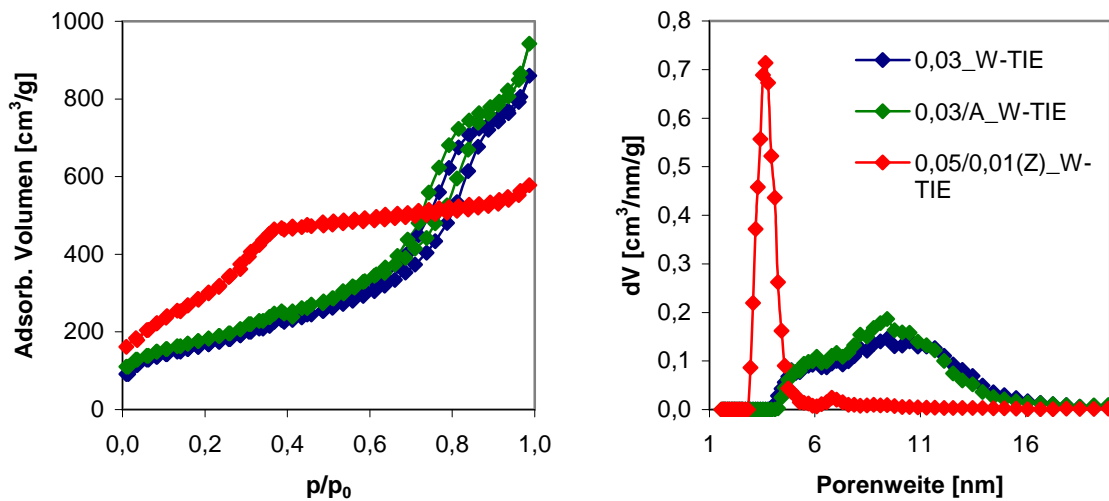 Adsorb. Volumen [cm³/g]
1000
800
600
400
200
0
0,0 0,2 0,4 0,6 0,8 1,0
p/p₀
dV [cm³/nm/g]
0,8
0,7
0,6
0,5
0,4
0,3
0,2
0,1
0,0
1 6 11 16
Porenweite [nm]
0,03_W-TIE
0,03/A_W-TIE
0,05/0,01(Z)_W-
TIE